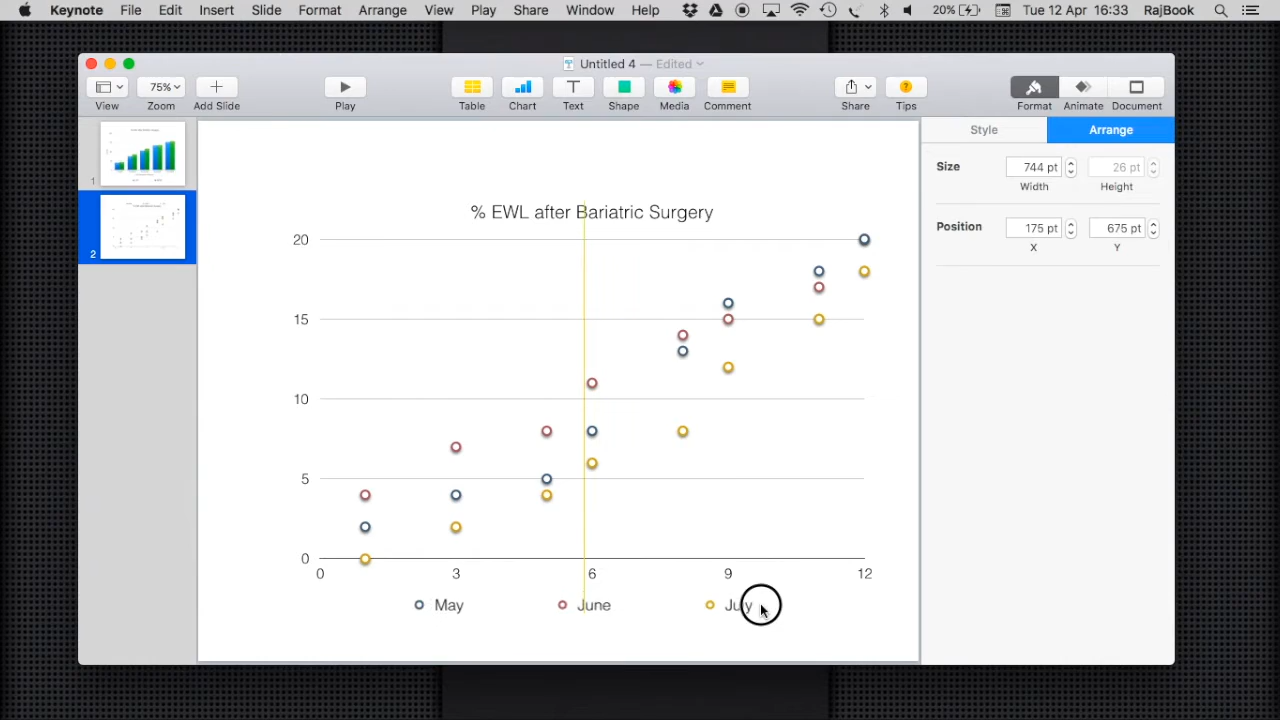 Keynote File Edit Insert Slide Format Arrange View Play Share Window Help 20% Tue 12 Apr 16:33 RajBook
Untitled 4 — Edited
75%
View Zoom Add Slide Play Table Chart Text Shape Media Comment Share Tips Format Animate Document
Style Arrange
Size 744 pt 26 pt
Width Height
Position 175 pt 675 pt
X Y
1
2
% EWL after Bariatric Surgery
20
15
10
5
0
0 3 6 9 12
May June July